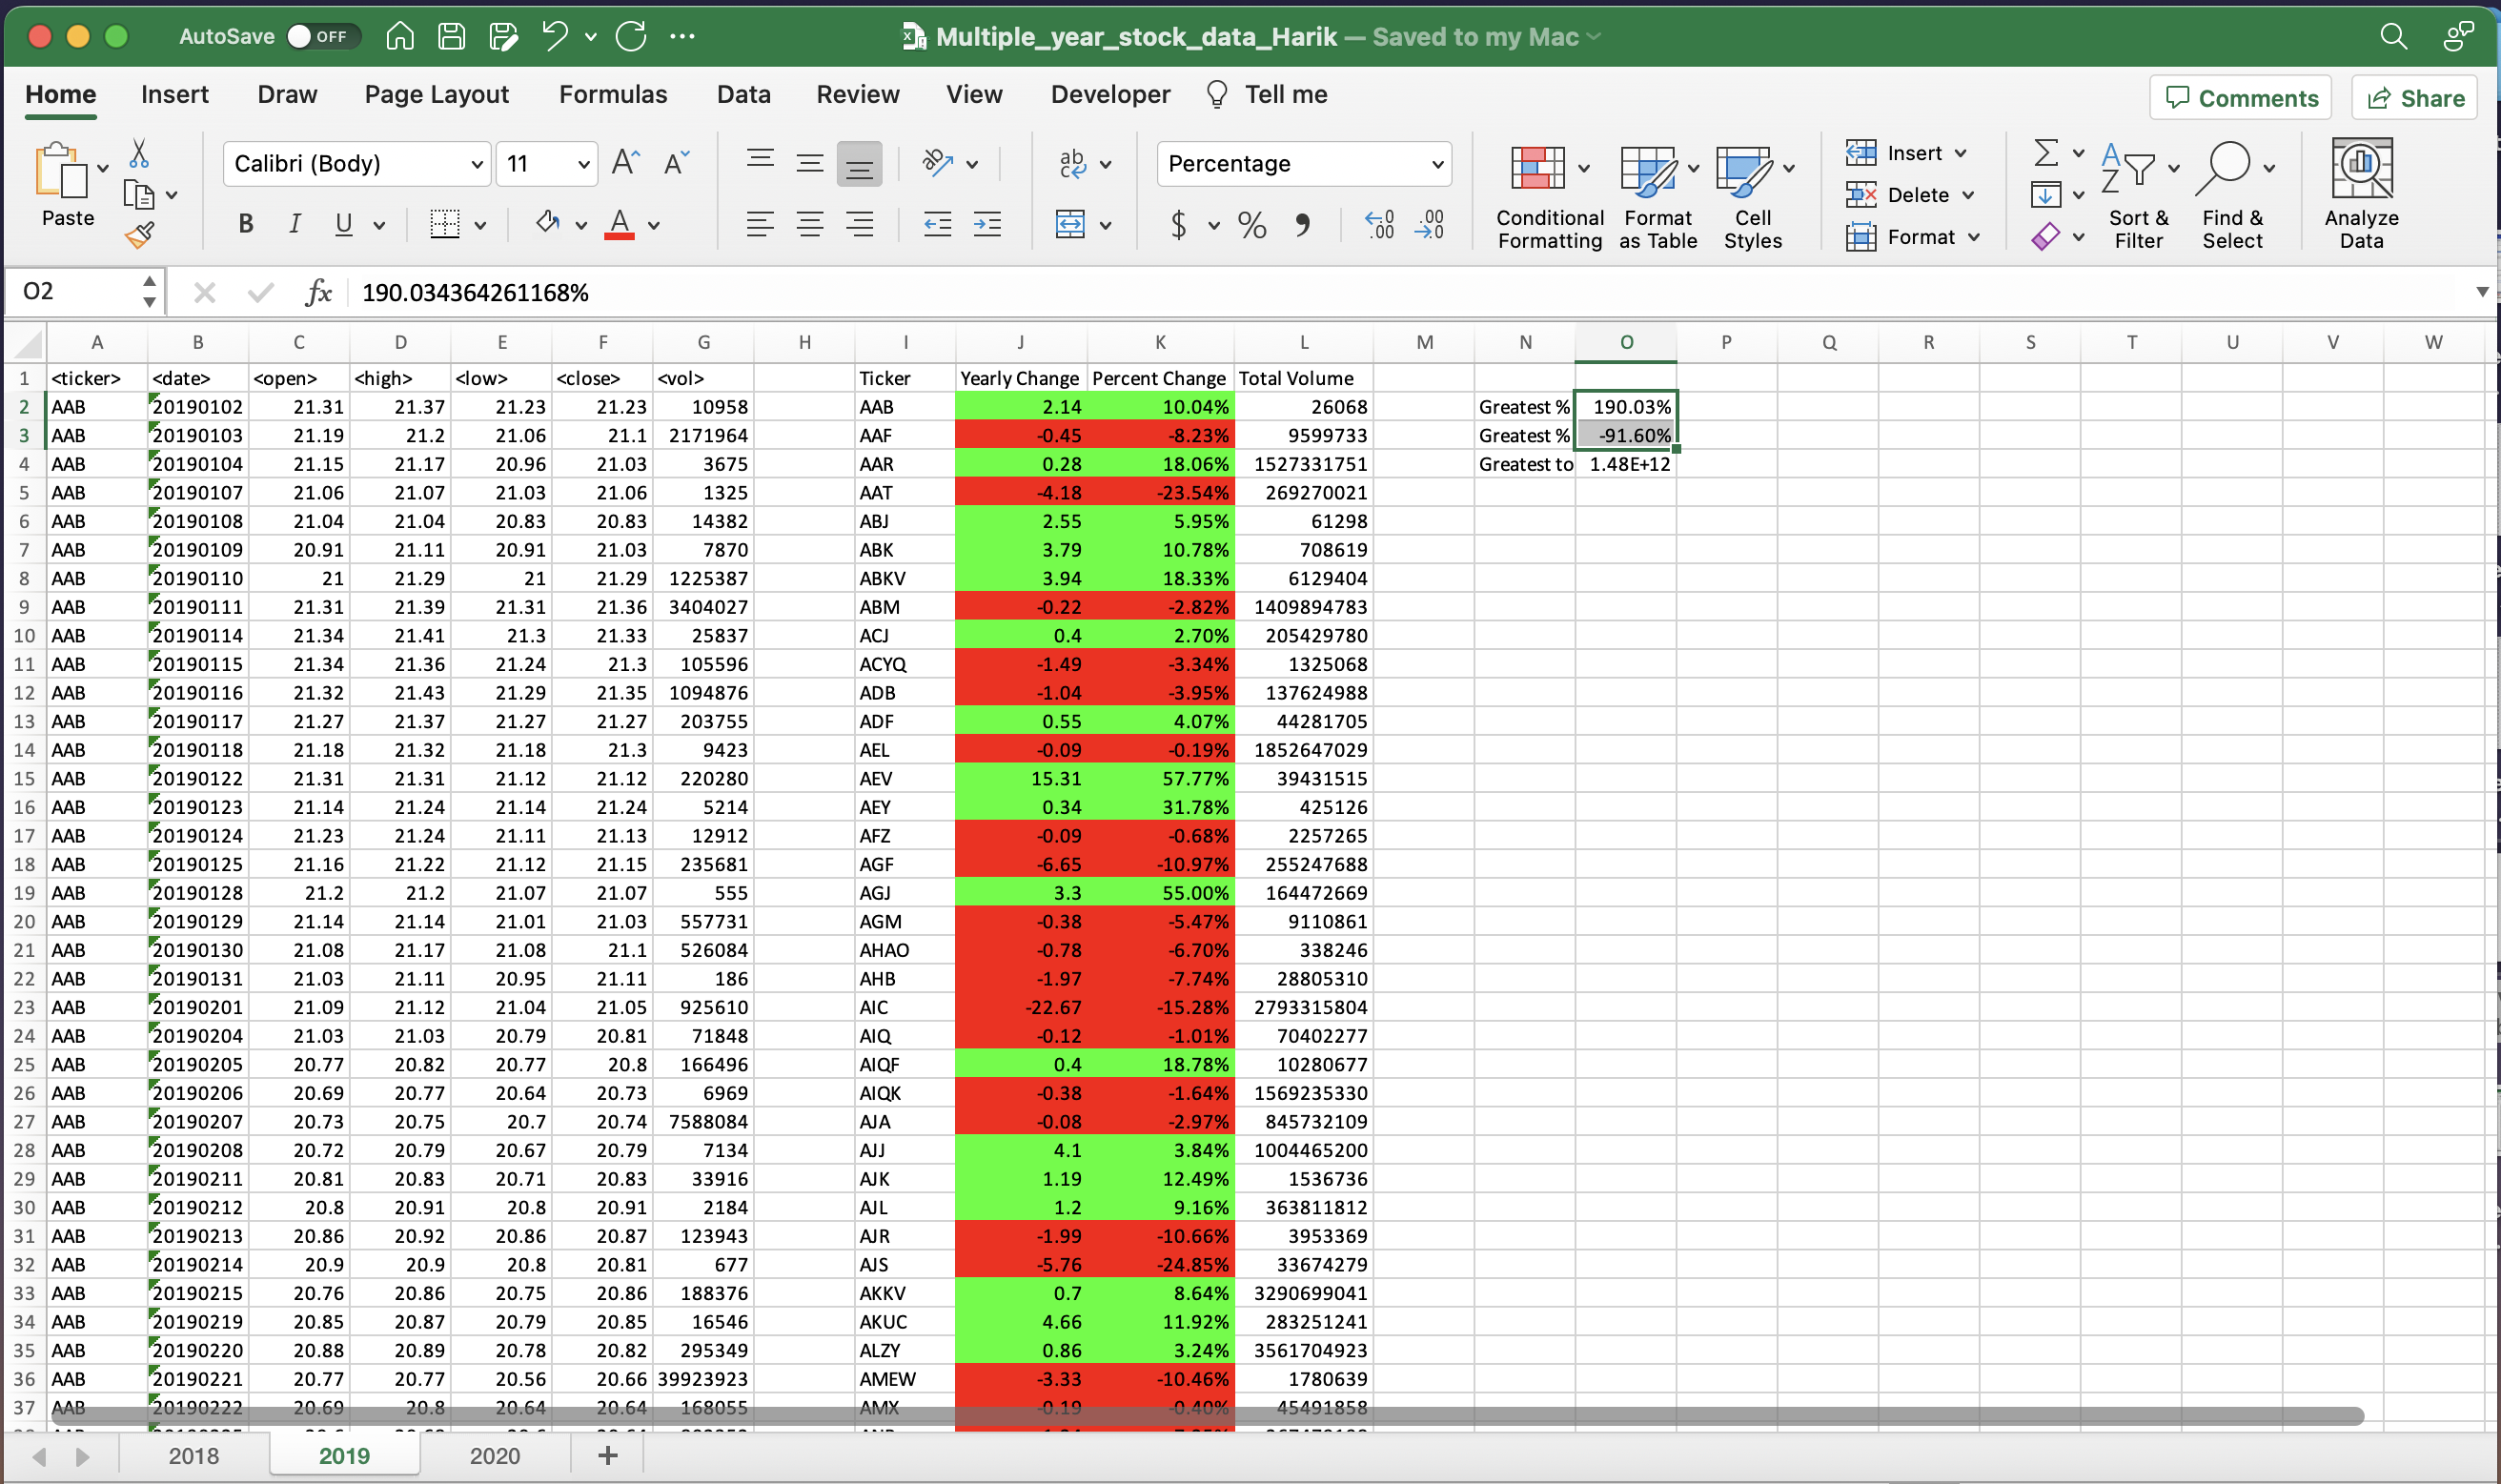 AutoSave OFF Multiple_year_stock_data_Harik — Saved to my Mac
Home Insert Draw Page Layout Formulas Data Review View Developer Tell me Comments Share
Paste Calibri (Body) 11 A^ A Percentage Conditional Formatting Format as Table Cell Styles Insert Delete Format Sort & Filter Find & Select Analyze Data
B I U A ab $ % 9 .00 .00
O2 fx 190.034364261168%
A B C D E F G H I J K L M N O P Q R S T U V W
1 <ticker> <date> <open> <high> <low> <close> <vol> Ticker Yearly Change Percent Change Total Volume
2 AAB 20190102 21.31 21.37 21.23 21.23 10958 AAB 2.14 10.04% 26068 Greatest % 190.03%
3 AAB 20190103 21.19 21.2 21.06 21.1 2171964 AAF -0.45 -8.23% 9599733 Greatest % -91.60%
4 AAB 20190104 21.15 21.17 20.96 21.03 3675 AAR 0.28 18.06% 1527331751 Greatest to 1.48E+12
5 AAB 20190107 21.06 21.07 21.03 21.06 1325 AAT -4.18 -23.54% 269270021
6 AAB 20190108 21.04 21.04 20.83 20.83 14382 ABJ 2.55 5.95% 61298
7 AAB 20190109 20.91 21.11 20.91 21.03 7870 ABK 3.79 10.78% 708619
8 AAB 20190110 21 21.29 21 21.29 1225387 ABKV 3.94 18.33% 6129404
9 AAB 20190111 21.31 21.39 21.31 21.36 3404027 ABM -0.22 -2.82% 1409894783
10 AAB 20190114 21.34 21.41 21.3 21.33 25837 ACJ 0.4 2.70% 205429780
11 AAB 20190115 21.34 21.36 21.24 21.3 105596 ACYQ -1.49 -3.34% 1325068
12 AAB 20190116 21.32 21.43 21.29 21.35 1094876 ADB -1.04 -3.95% 137624988
13 AAB 20190117 21.27 21.37 21.27 21.27 203755 ADF 0.55 4.07% 44281705
14 AAB 20190118 21.18 21.32 21.18 21.3 9423 AEL -0.09 -0.19% 1852647029
15 AAB 20190122 21.31 21.31 21.12 21.12 220280 AEV 15.31 57.77% 39431515
16 AAB 20190123 21.14 21.24 21.14 21.24 5214 AEY 0.34 31.78% 425126
17 AAB 20190124 21.23 21.24 21.11 21.13 12912 AFZ -0.09 -0.68% 2257265
18 AAB 20190125 21.16 21.22 21.12 21.15 235681 AGF -6.65 -10.97% 255247688
19 AAB 20190128 21.2 21.2 21.07 21.07 555 AGJ 3.3 55.00% 164472669
20 AAB 20190129 21.14 21.14 21.01 21.03 557731 AGM -0.38 -5.47% 9110861
21 AAB 20190130 21.08 21.17 21.08 21.1 526084 AHAO -0.78 -6.70% 338246
22 AAB 20190131 21.03 21.11 20.95 21.11 186 AHB -1.97 -7.74% 28805310
23 AAB 20190201 21.09 21.12 21.04 21.05 925610 AIC -22.67 -15.28% 2793315804
24 AAB 20190204 21.03 21.03 20.79 20.81 71848 AIQ -0.12 -1.01% 70402277
25 AAB 20190205 20.77 20.82 20.77 20.8 166496 AIQF 0.4 18.78% 10280677
26 AAB 20190206 20.69 20.77 20.64 20.73 6969 AIQK -0.38 -1.64% 1569235330
27 AAB 20190207 20.73 20.75 20.7 20.74 7588084 AJA -0.08 -2.97% 845732109
28 AAB 20190208 20.72 20.79 20.67 20.79 7134 AJJ 4.1 3.84% 1004465200
29 AAB 20190211 20.81 20.83 20.71 20.83 33916 AJK 1.19 12.49% 1536736
30 AAB 20190212 20.8 20.91 20.8 20.91 2184 AJL 1.2 9.16% 363811812
31 AAB 20190213 20.86 20.92 20.86 20.87 123943 AJR -1.99 -10.66% 3953369
32 AAB 20190214 20.9 20.9 20.8 20.81 677 AJS -5.76 -24.85% 33674279
33 AAB 20190215 20.76 20.86 20.75 20.86 188376 AKKV 0.7 8.64% 3290699041
34 AAB 20190219 20.85 20.87 20.79 20.85 16546 AKUC 4.66 11.92% 283251241
35 AAB 20190220 20.88 20.89 20.78 20.82 295349 ALZY 0.86 3.24% 3561704923
36 AAB 20190221 20.77 20.77 20.56 20.66 39923923 AMEW -3.33 -10.46% 1780639
37 AAB 20190222 20.69 20.8 20.64 20.64 168055 AMX -0.19 -0.40% 45491858
2018 2019 2020 +